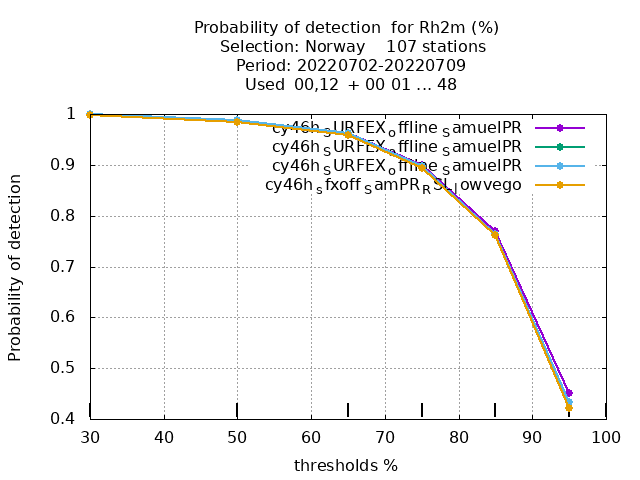 Probability of detection for Rh2m (%)
Selection: Norway 107 stations
Period: 20220702-20220709
Used 00,12 + 00 01 ... 48
1
0.9
0.8
0.7
0.6
0.5
0.4
Probability of detection
cy46h_SURFEX_offline_SamuelPR
cy46h_SURFEX_offline_SamuelPR
cy46h_SURFEX_offline_SamuelPR
cy46h_sfxoff_SamPR_RSL_lowvego
30 40 50 60 70 80 90 100
thresholds %